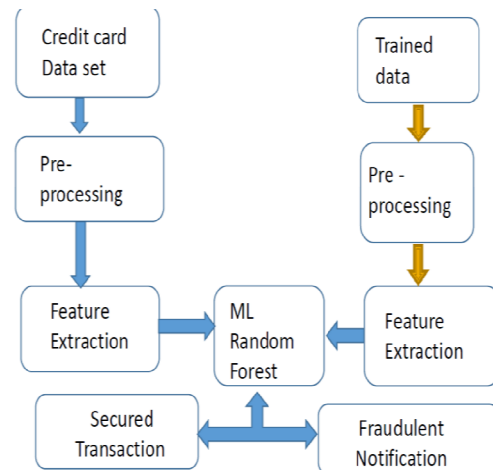 Credit card
Data set
Trained
data
Pre-
processing
Pre -
processing
Feature
Extraction
ML
Random
Forest
Feature
Extraction
Secured
Transaction
Fraudulent
Notification